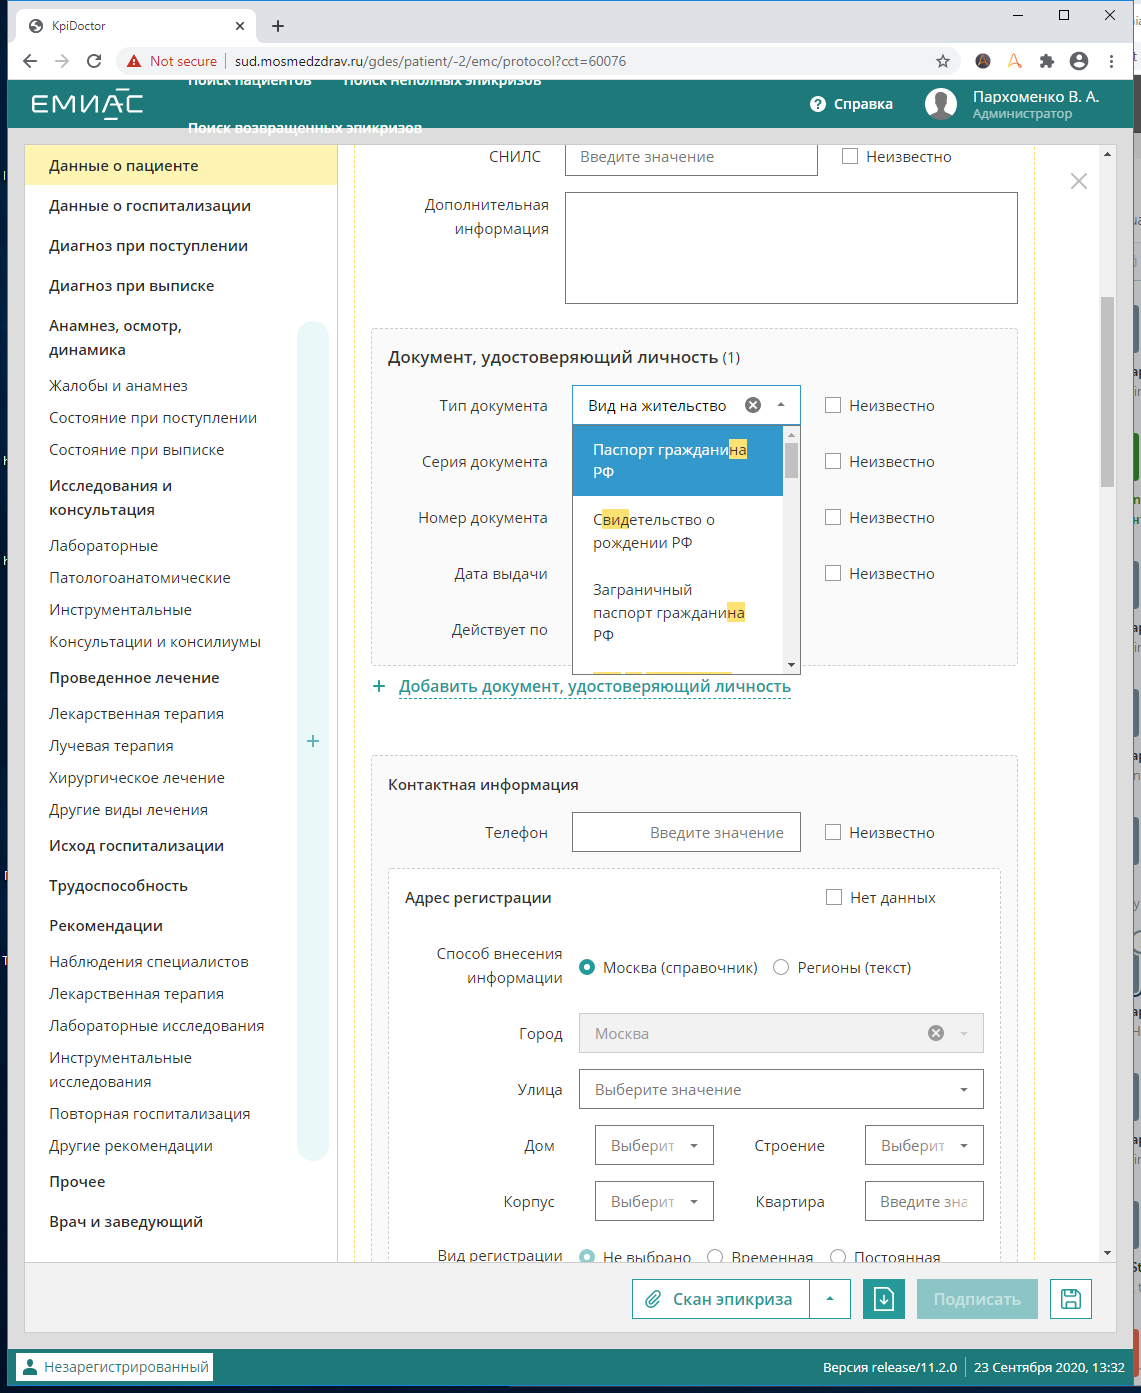 KpiDoctor
Not secure
sud.mosmedzdrav.ru/gdes/patient/-2/emc/protocol?cct=60076
Поиск пациентов
Поиск неполных эпикризов
Поиск возвращенных эпикризов
ЕМИАС
Справка
Пархоменко В. А.
Администратор
Данные о пациенте
Данные о госпитализации
Диагноз при поступлении
Диагноз при выписке
Анамнез, осмотр,
динамика
Жалобы и анамнез
Состояние при поступлении
Состояние при выписке
Исследования и
консультация
Лабораторные
Патологоанатомические
Инструментальные
Консультации и консилиумы
Проведенное лечение
Лекарственная терапия
Лучевая терапия
Хирургическое лечение
Другие виды лечения
Исход госпитализации
Трудоспособность
Рекомендации
Наблюдения специалистов
Лекарственная терапия
Лабораторные исследования
Инструментальные
исследования
Повторная госпитализация
Другие рекомендации
Прочее
Врач и заведующий
СНИЛС Введите значение Неизвестно
Дополнительная
информация
Документ, удостоверяющий личность (1)
Тип документа Вид на жительство Неизвестно
Паспорт гражданина
РФ
Серия документа Неизвестно
Номер документа Неизвестно
Свидетельство о
рождении РФ
Дата выдачи Неизвестно
Заграничный
паспорт гражданина
РФ
Действует по
+ Добавить документ, удостоверяющий личность
Контактная информация
Телефон Введите значение Неизвестно
Адрес регистрации Нет данных
Способ внесения
информации
Москва (справочник) Регионы (текст)
Город Москва
Улица Выберите значение
Дом Выберит Строение Выберит
Корпус Выберит Квартира Введите зна
Вид регистрации Не выбрано Временная Постоянная
Скан эпикриза
Подписать
Незарегистрированный
Версия release/11.2.0
23 Сентября 2020, 13:32